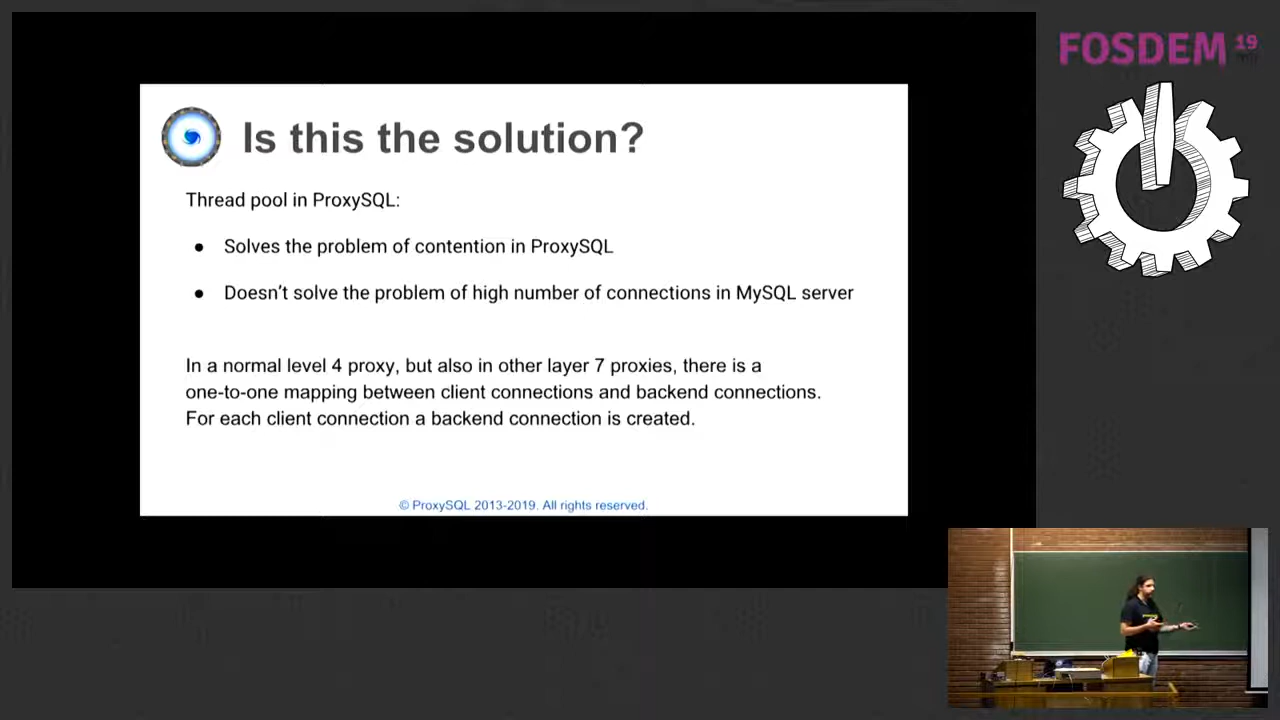 FOSDEM 19
Is this the solution?
Thread pool in ProxySQL:
● Solves the problem of contention in ProxySQL
● Doesn't solve the problem of high number of connections in MySQL server
In a normal level 4 proxy, but also in other layer 7 proxies, there is a
one-to-one mapping between client connections and backend connections.
For each client connection a backend connection is created.
© ProxySQL 2013-2019. All rights reserved.